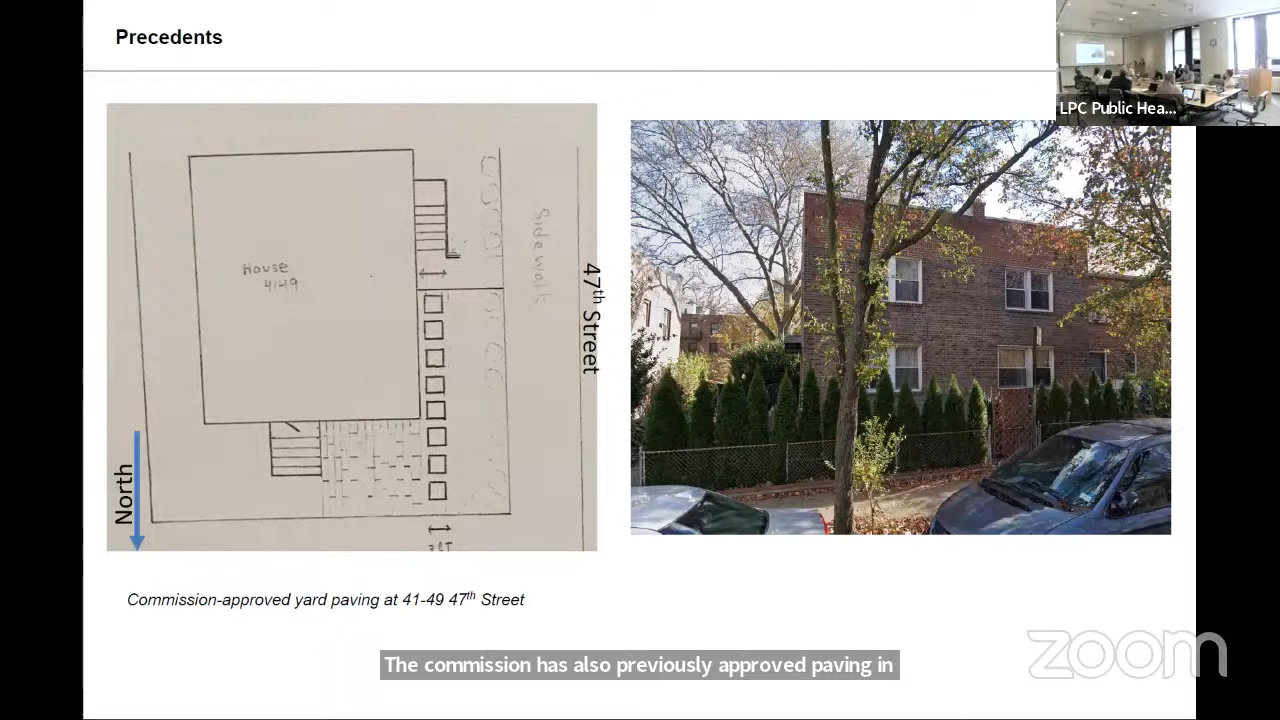 Precedents
LPC Public Hea...
House
4149
Sidewalk
47th Street
North
Commission-approved yard paving at 41-49 47th Street
The commission has also previously approved paving in
zoom